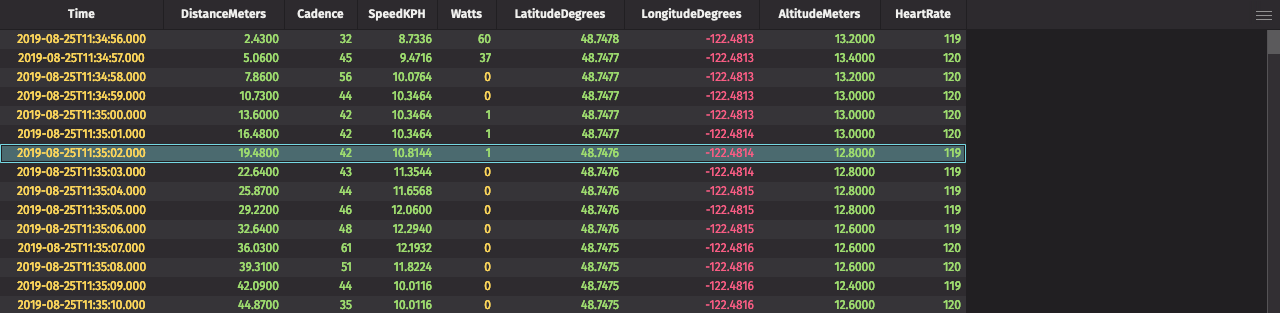 Time DistanceMeters Cadence SpeedKPH Watts LatitudeDegrees LongitudeDegrees AltitudeMeters HeartRate
2019-08-25T11:34:56.000 2.4300 32 8.7336 60 48.7478 -122.4813 13.2000 119
2019-08-25T11:34:57.000 5.0600 45 9.4716 37 48.7477 -122.4813 13.4000 120
2019-08-25T11:34:58.000 7.8600 56 10.0764 0 48.7477 -122.4813 13.2000 120
2019-08-25T11:34:59.000 10.7300 44 10.3464 0 48.7477 -122.4813 13.0000 120
2019-08-25T11:35:00.000 13.6000 42 10.3464 1 48.7477 -122.4813 13.0000 120
2019-08-25T11:35:01.000 16.4800 42 10.3464 1 48.7477 -122.4814 13.0000 120
2019-08-25T11:35:02.000 19.4800 42 10.8144 1 48.7476 -122.4814 12.8000 119
2019-08-25T11:35:03.000 22.6400 43 11.3544 0 48.7476 -122.4814 12.8000 119
2019-08-25T11:35:04.000 25.8700 44 11.6568 0 48.7476 -122.4815 12.8000 119
2019-08-25T11:35:05.000 29.2200 46 12.0600 0 48.7476 -122.4815 12.8000 119
2019-08-25T11:35:06.000 32.6400 48 12.2940 0 48.7476 -122.4815 12.6000 119
2019-08-25T11:35:07.000 36.0300 61 12.1932 0 48.7475 -122.4816 12.6000 120
2019-08-25T11:35:08.000 39.3100 51 11.8224 0 48.7475 -122.4816 12.6000 120
2019-08-25T11:35:09.000 42.0900 44 10.0116 0 48.7475 -122.4816 12.4000 119
2019-08-25T11:35:10.000 44.8700 35 10.0116 0 48.7475 -122.4816 12.6000 120